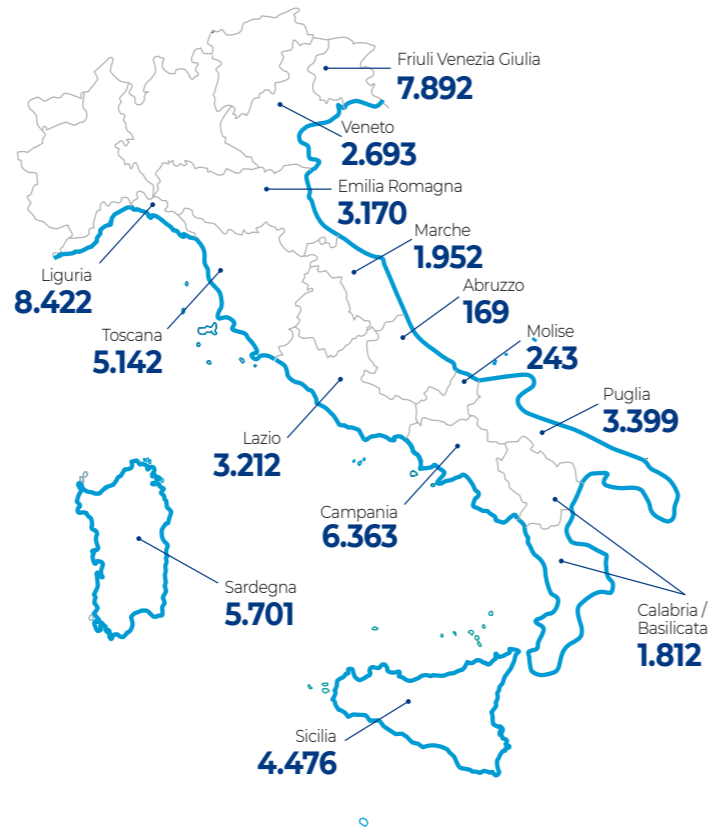 Friuli Venezia Giulia
7.892
Veneto
2.693
Emilia Romagna
3.170
Marche
1.952
Liguria
8.422
Abruzzo
169
Toscana
5.142
Molise
243
Puglia
3.399
Lazio
3.212
Campania
6.363
Sardegna
5.701
Calabria /
Basilicata
1.812
Sicilia
4.476